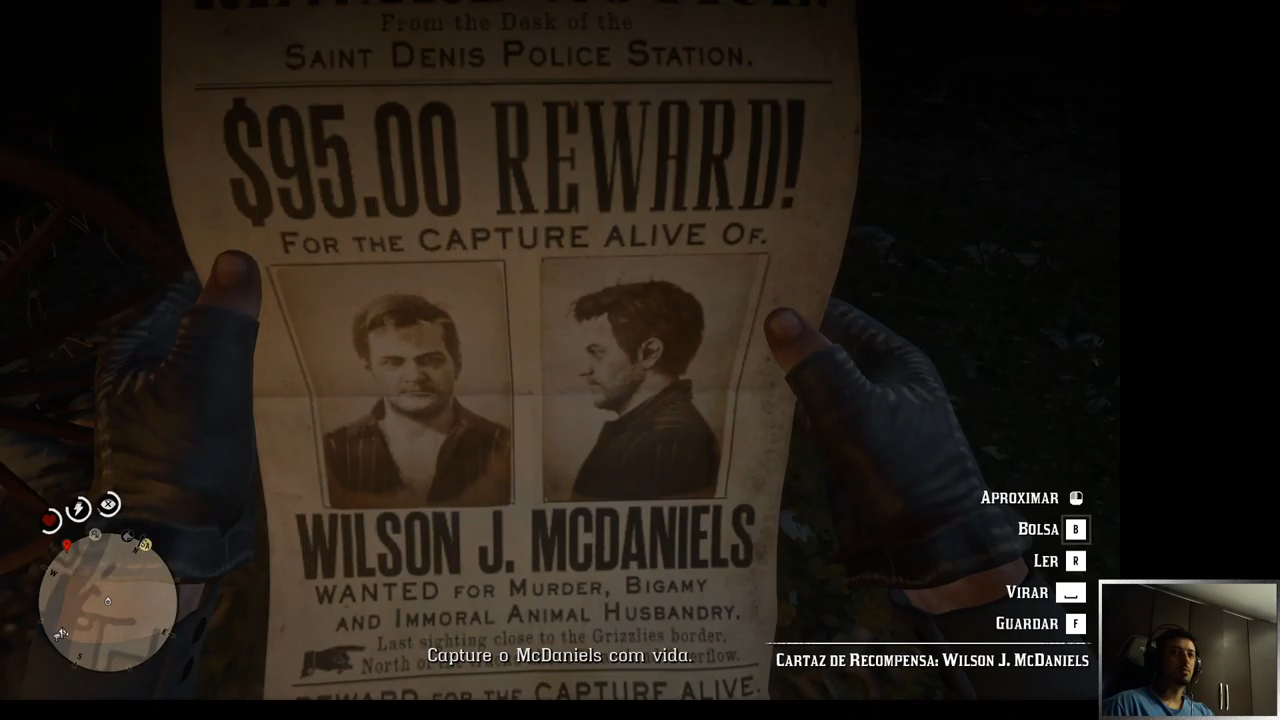 From the Desk of the
SAINT DENIS POLICE STATION.
$95.00 REWARD!
FOR THE CAPTURE ALIVE OF.
WILSON J. MCDANIELS
WANTED FOR MURDER, BIGAMY
AND IMMORAL ANIMAL HUSBANDRY.
Last sighting close to the Grizzlies border,
North of
Capture o McDaniels com vida.
REWARD FOR THE CAPTURE ALIVE.
APROXIMAR
BOLSA B
LER R
VIRAR
GUARDAR F
CARTAZ DE RECOMPENSA: WILSON J. MCDANIELS
W
N
E
S